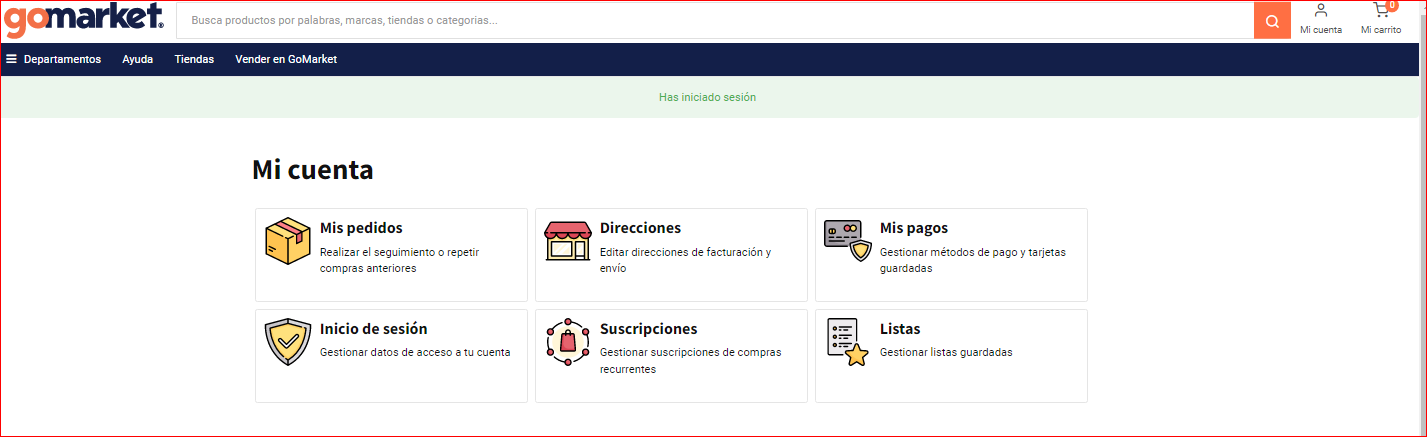 gomarket®
Busca productos por palabras, marcas, tiendas o categorias...
0
Mi cuenta
Mi carrito
Departamentos Ayuda Tiendas Vender en GoMarket
Has iniciado sesión
Mi cuenta
Mis pedidos
Realizar el seguimiento o repetir
compras anteriores
Direcciones
Editar direcciones de facturación y
envío
Mis pagos
Gestionar métodos de pago y tarjetas
guardadas
Inicio de sesión
Gestionar datos de acceso a tu cuenta
Suscripciones
Gestionar suscripciones de compras
recurrentes
Listas
Gestionar listas guardadas